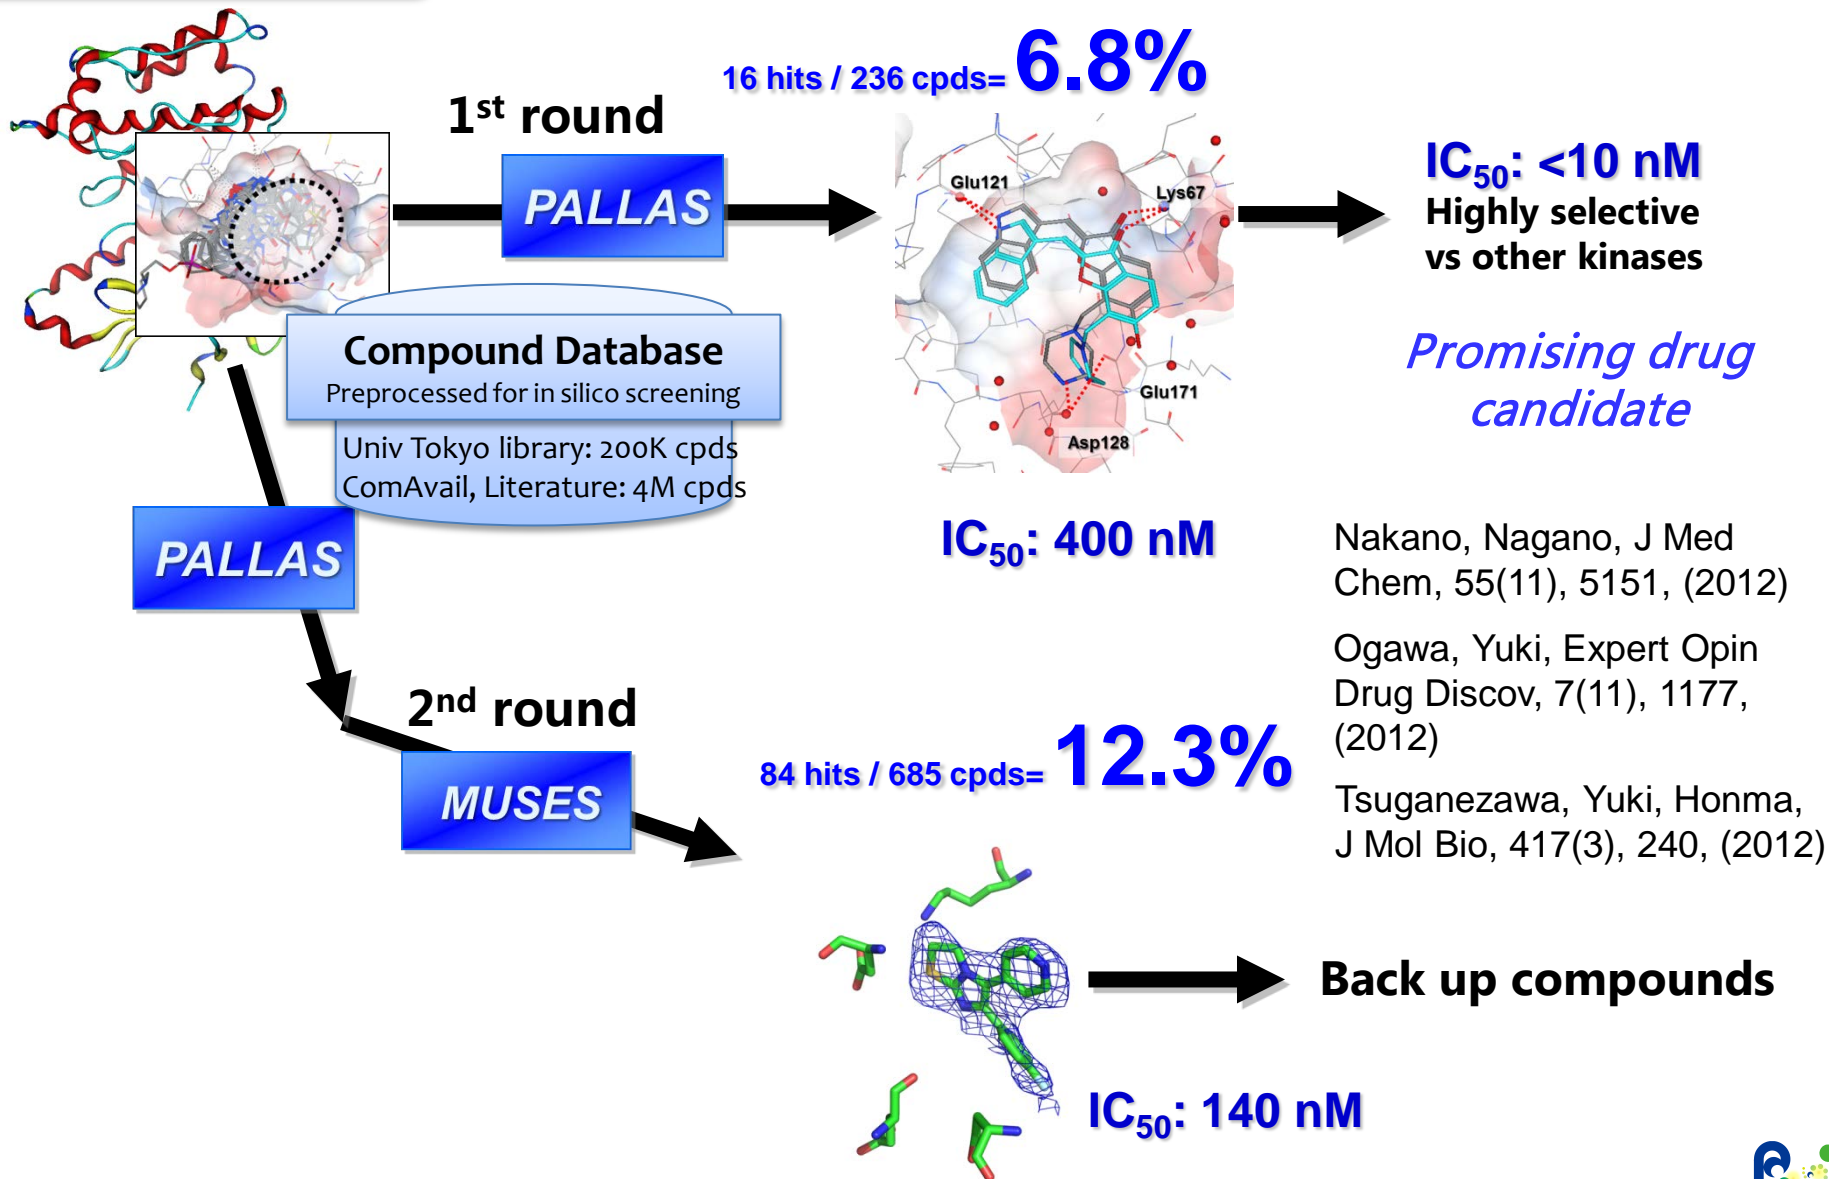 16 hits / 236 cpds= 6.8%
1st round
PALLAS
Glu121
Lys67
Glu171
Asp128
IC50: <10 nM
Highly selective
vs other kinases
Promising drug
candidate
Compound Database
Preprocessed for in silico screening
Univ Tokyo library: 200K cpds
ComAvail, Literature: 4M cpds
IC50: 400 nM
PALLAS
Nakano, Nagano, J Med
Chem, 55(11), 5151, (2012)
Ogawa, Yuki, Expert Opin
Drug Discov, 7(11), 1177,
(2012)
Tsuganezawa, Yuki, Honma,
J Mol Bio, 417(3), 240, (2012)
2nd round
MUSES
84 hits / 685 cpds= 12.3%
Back up compounds
IC50: 140 nM